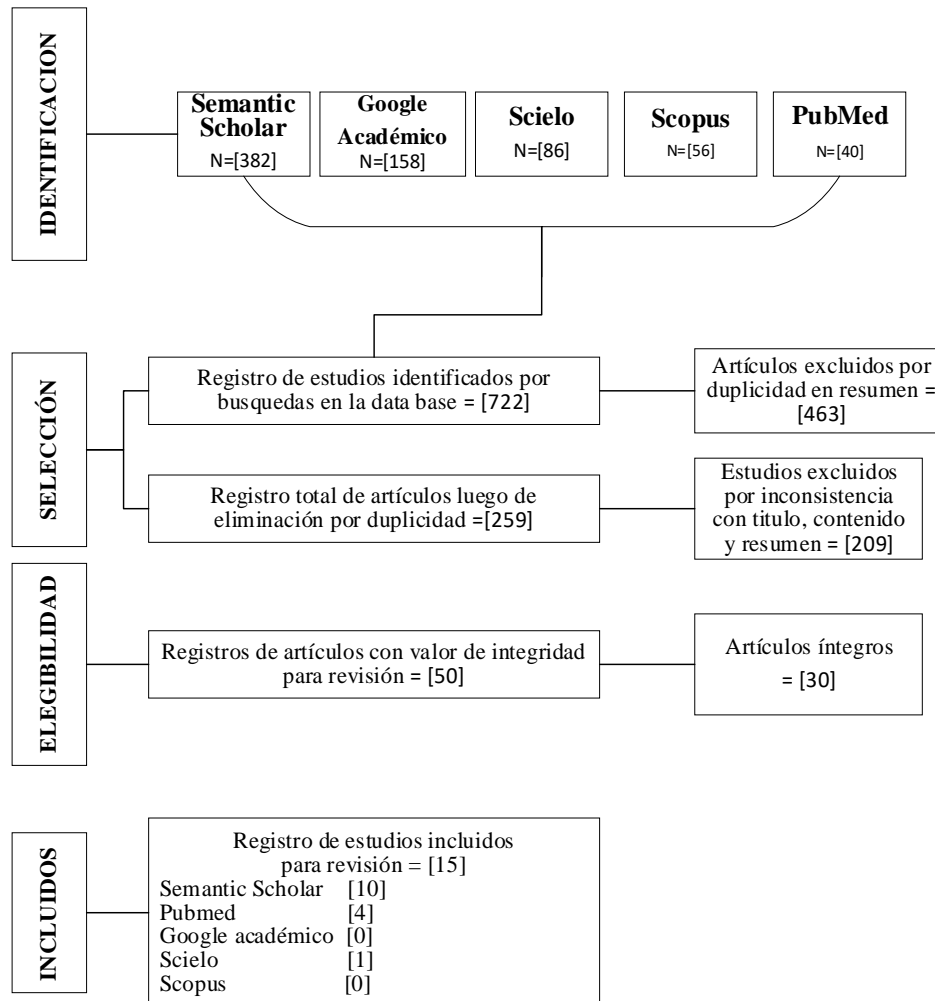 IDENTIFICACION
Semantic
Scholar
N=[382]
Google
Académico
N=[158]
Scielo
N=[86]
Scopus
N=[56]
PubMed
N=[40]
SELECCIÓN
Registro de estudios identificados por
busquedas en la data base = [722]
Artículos excluidos por
duplicidad en resumen =
[463]
Registro total de artículos luego de
eliminación por duplicidad =[259]
Estudios excluidos
por inconsistencia
con titulo, contenido
y resumen = [209]
ELEGIBILIDAD
Registros de artículos con valor de integridad
para revisión = [50]
Artículos íntegros
= [30]
INCLUIDOS
Registro de estudios incluidos
para revisión = [15]
Semantic Scholar [10]
Pubmed [4]
Google académico [0]
Scielo [1]
Scopus [0]